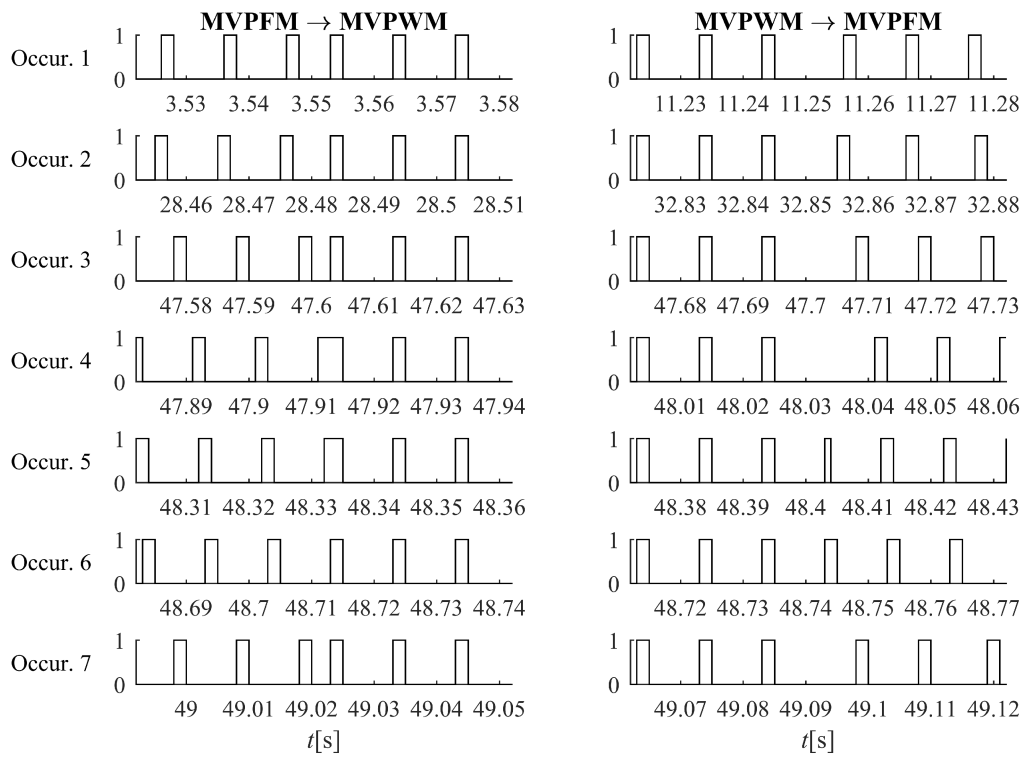 MVPFM → MVPWM MVPWM → MVPFM
Occur. 1 1 0 1 0
3.53 3.54 3.55 3.56 3.57 3.58 11.23 11.24 11.25 11.26 11.27 11.28
Occur. 2 1 0 1 0
28.46 28.47 28.48 28.49 28.5 28.51 32.83 32.84 32.85 32.86 32.87 32.88
Occur. 3 1 0 1 0
47.58 47.59 47.6 47.61 47.62 47.63 47.68 47.69 47.7 47.71 47.72 47.73
Occur. 4 1 0 1 0
47.89 47.9 47.91 47.92 47.93 47.94 48.01 48.02 48.03 48.04 48.05 48.06
Occur. 5 1 0 1 0
48.31 48.32 48.33 48.34 48.35 48.36 48.38 48.39 48.4 48.41 48.42 48.43
Occur. 6 1 0 1 0
48.69 48.7 48.71 48.72 48.73 48.74 48.72 48.73 48.74 48.75 48.76 48.77
Occur. 7 1 0 1 0
49 49.01 49.02 49.03 49.04 49.05 49.07 49.08 49.09 49.1 49.11 49.12
t[s] t[s]